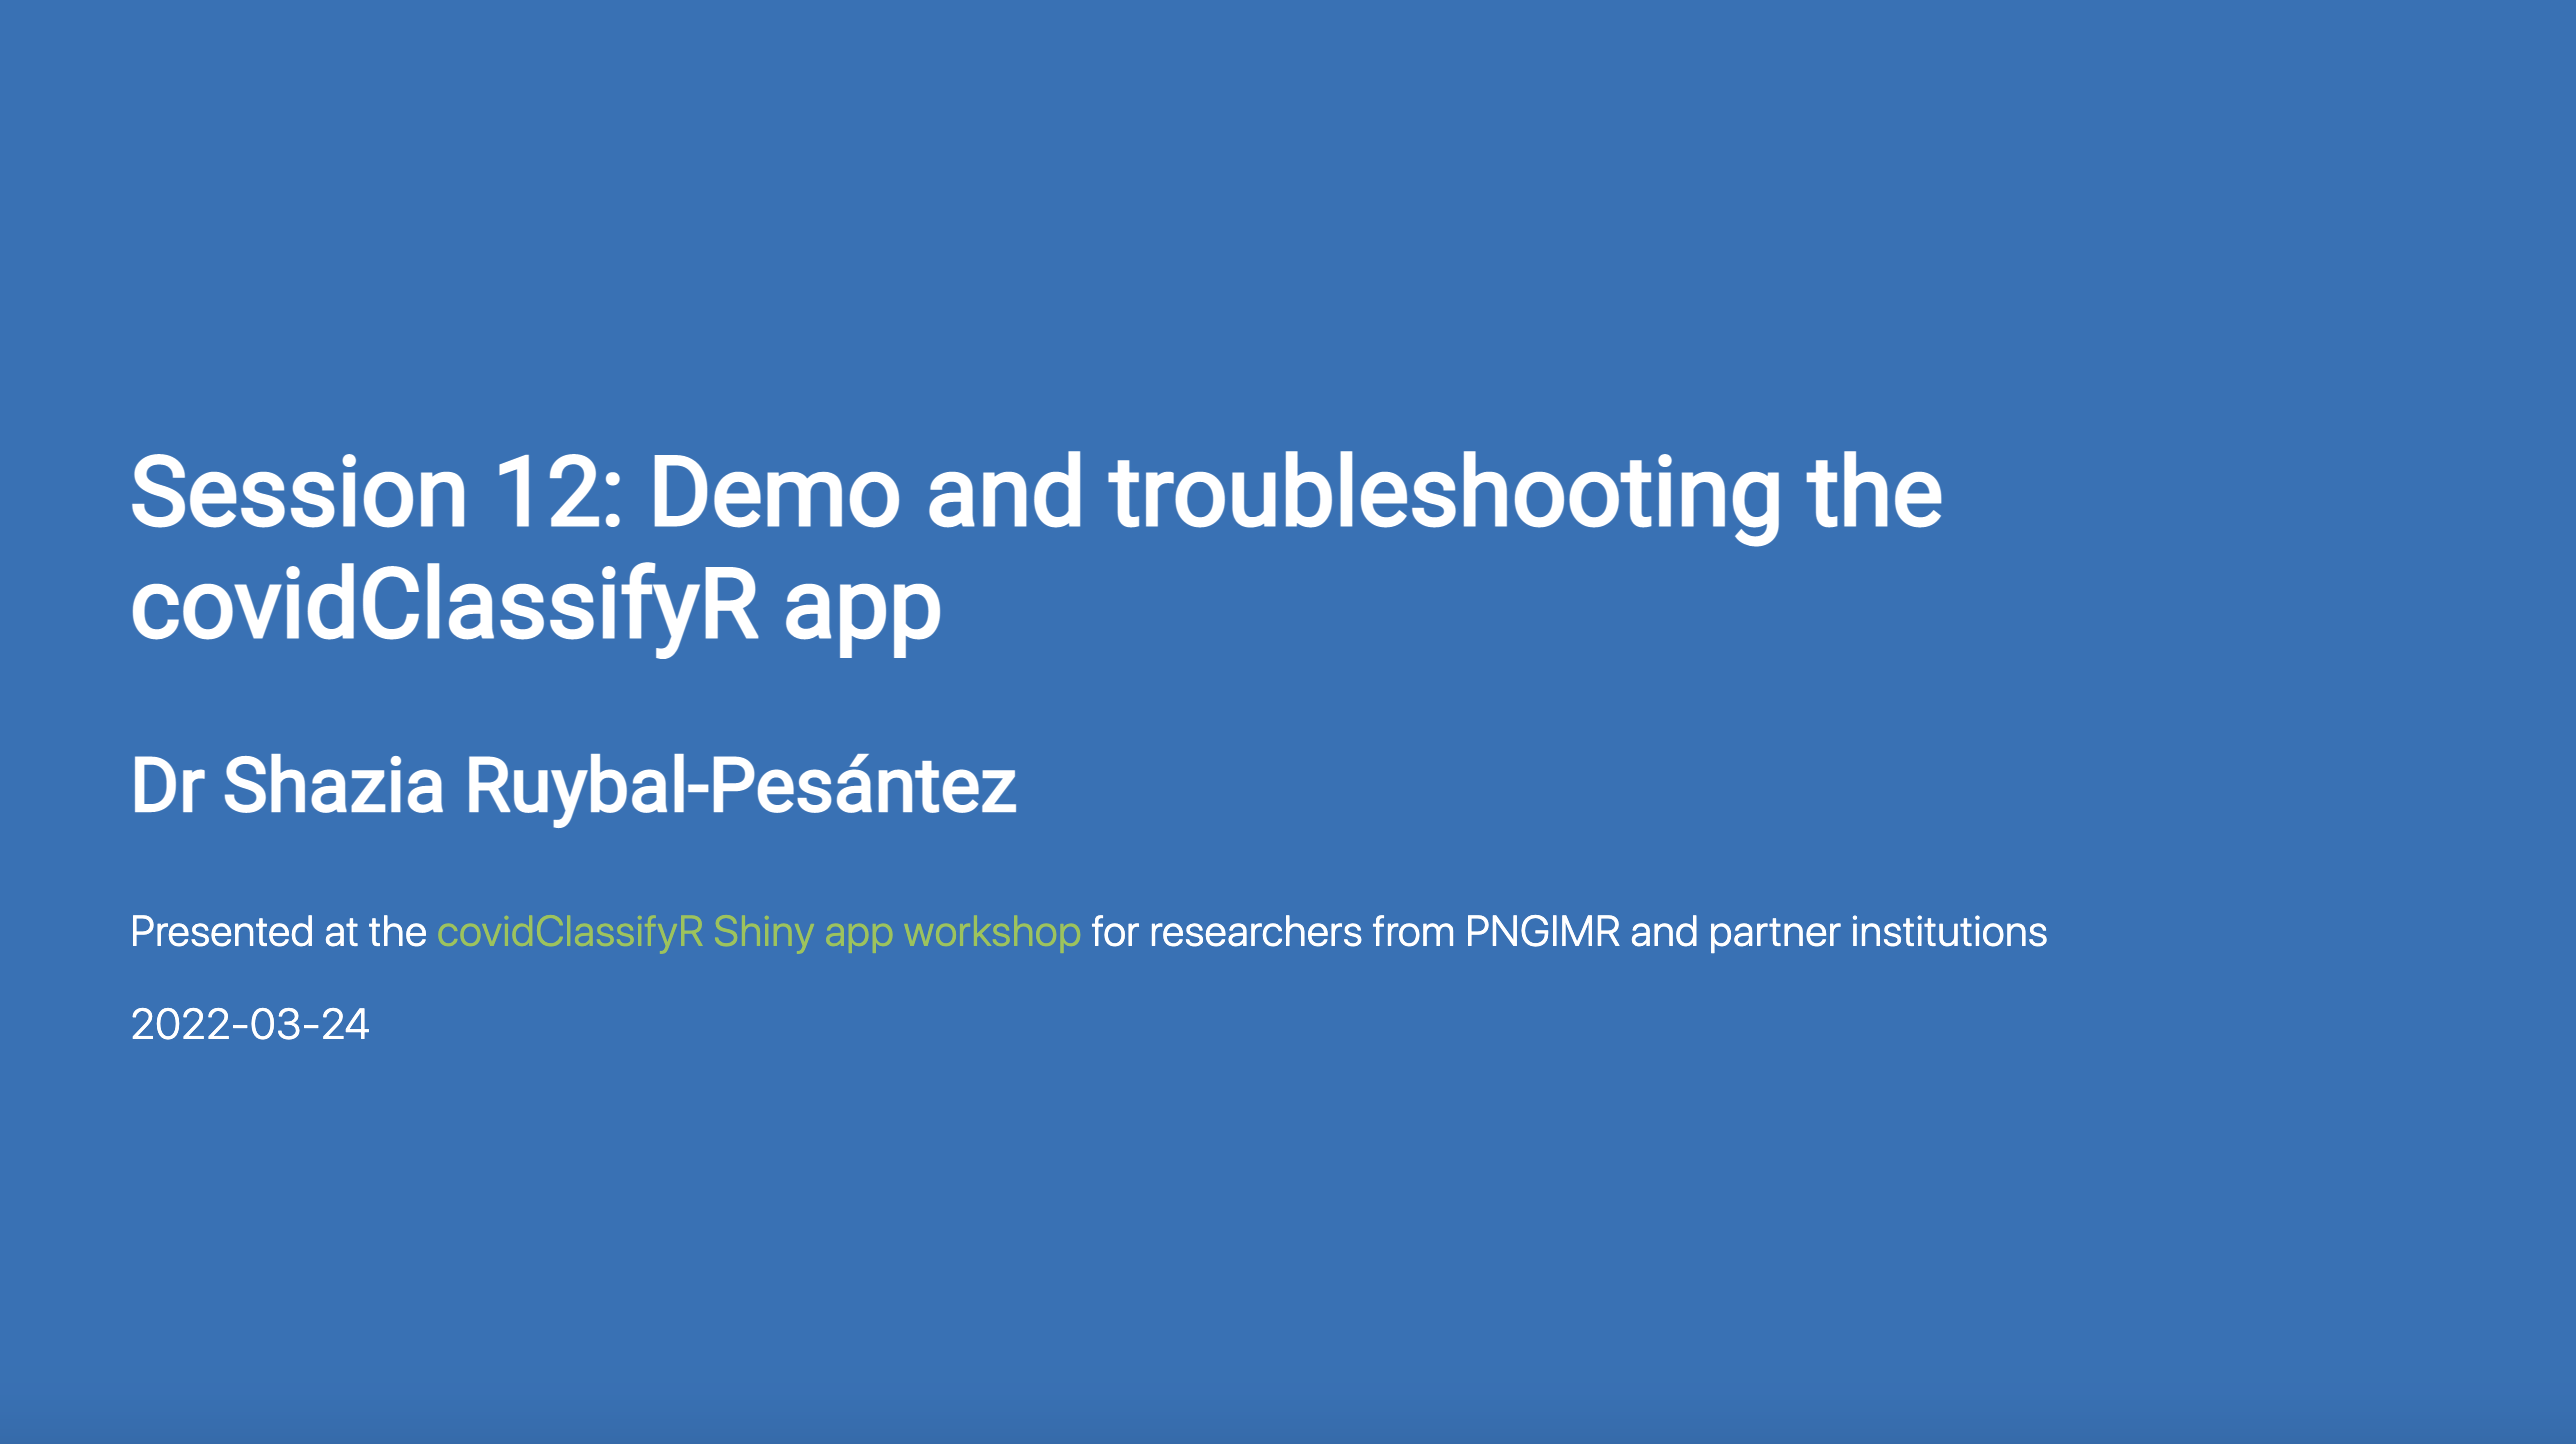 Session 12: Demo and troubleshooting the
covidClassifyR app
Dr Shazia Ruybal-Pesántez
Presented at the covidClassifyR Shiny app workshop for researchers from PNGIMR and partner institutions
2022-03-24